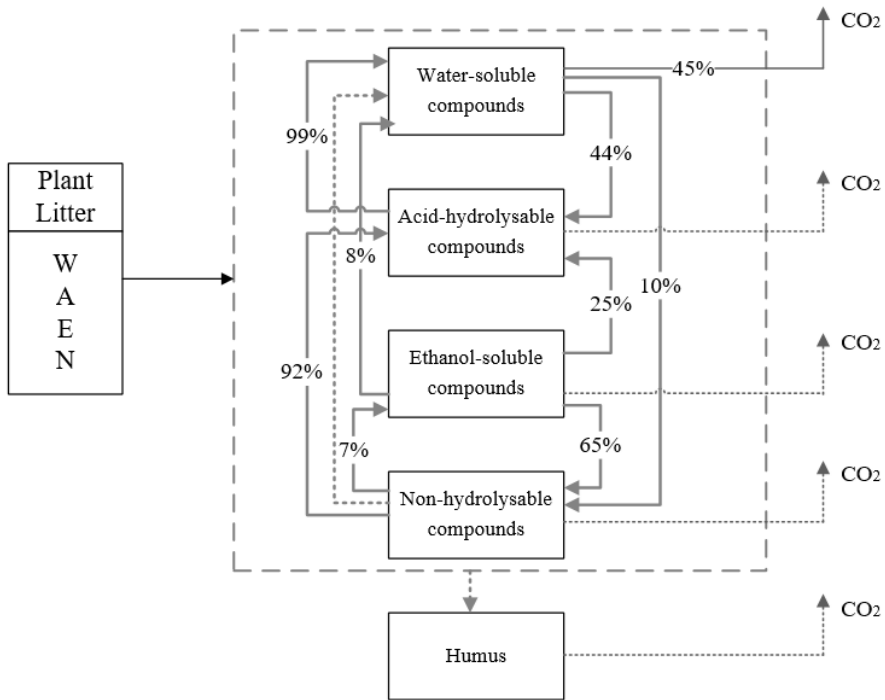 CO2
Water-soluble
compounds
45%
99%
44%
Plant
Litter
W
A
E
N
CO2
Acid-hydrolysable
compounds
8%
10%
25%
CO2
Ethanol-soluble
compounds
92%
7%
65%
CO2
Non-hydrolysable
compounds
CO2
Humus